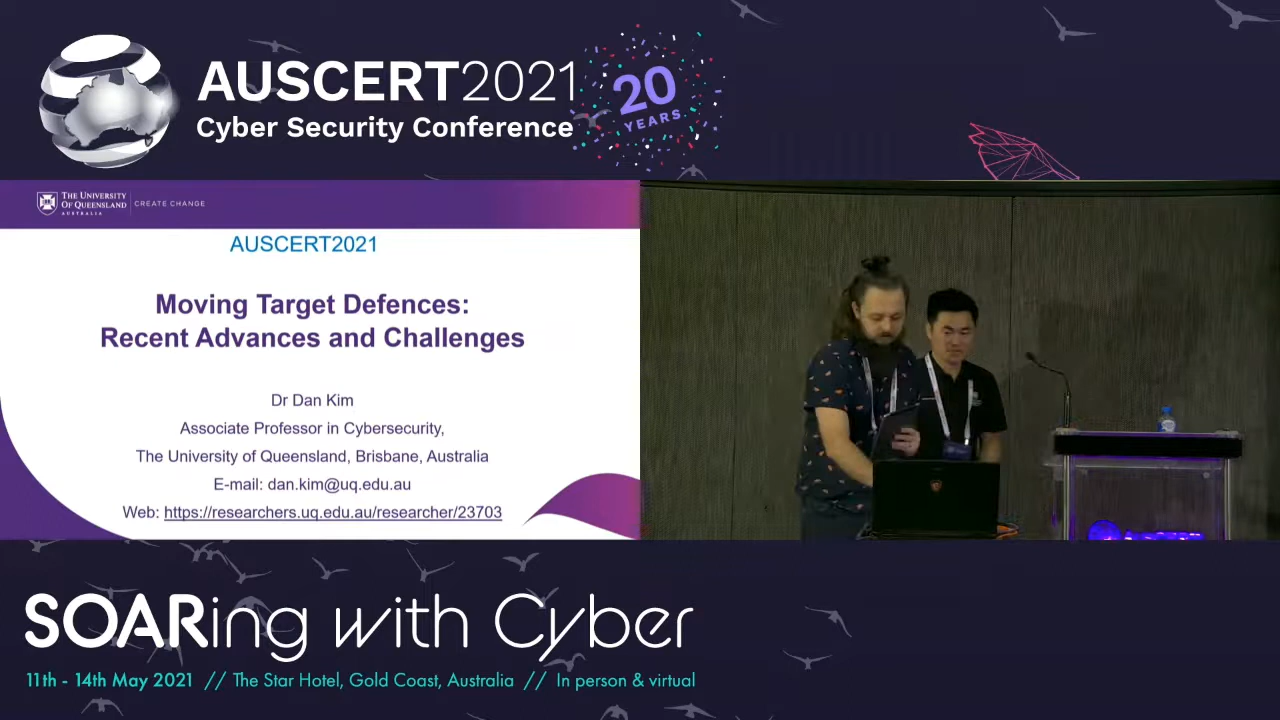 AUSCERT2021
Cyber Security Conference
20
YEARS
THE UNIVERSITY
OF QUEENSLAND
AUSTRALIA
CREATE CHANGE
AUSCERT2021
Moving Target Defences:
Recent Advances and Challenges
Dr Dan Kim
Associate Professor in Cybersecurity,
The University of Queensland, Brisbane, Australia
E-mail: dan.kim@uq.edu.au
Web: https://researchers.uq.edu.au/researcher/23703
SOARing with Cyber
11th - 14th May 2021 // The Star Hotel, Gold Coast, Australia // In person & virtual